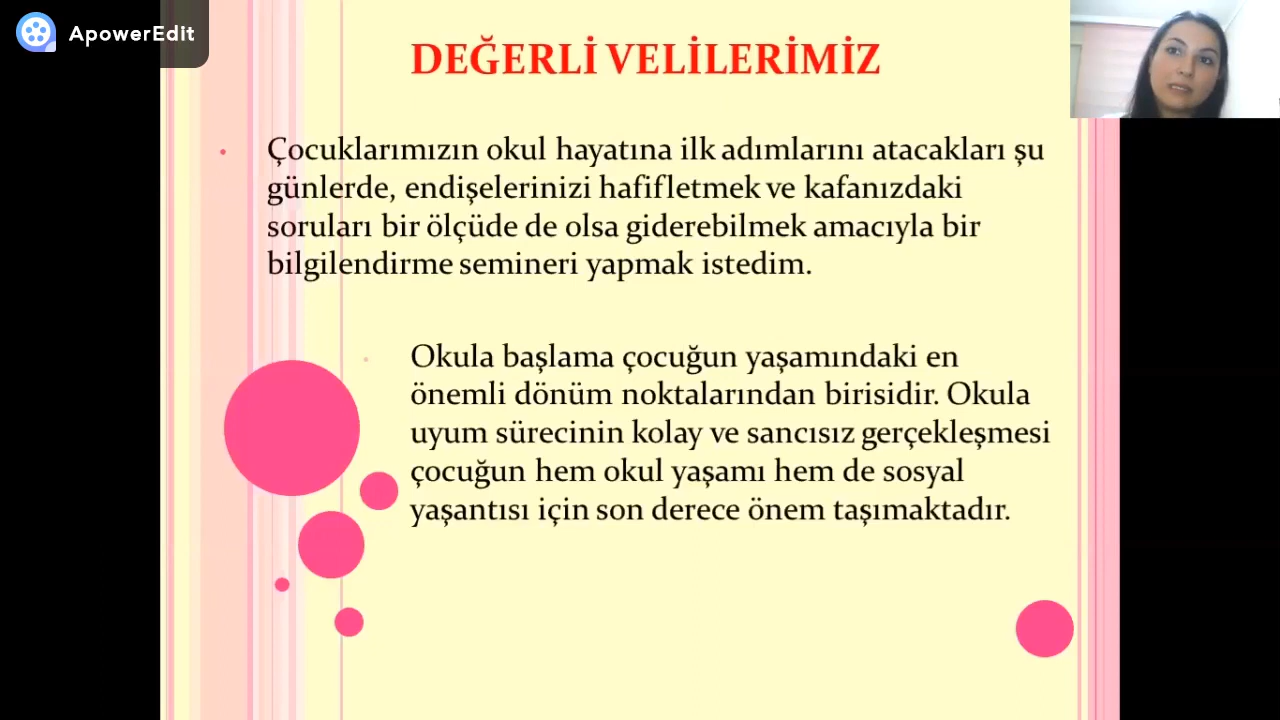 ApowerEdit
DEĞERLİ VELİLERİMİZ
Çocuklarımızın okul hayatına ilk adımlarını atacakları şu
günlerde, endişelerinizi hafifletmek ve kafanızdaki
soruları bir ölçüde de olsa giderebilmek amacıyla bir
bilgilendirme semineri yapmak istedim.
Okula başlama çocuğun yaşamındaki en
önemli dönüm noktalarından birisidir. Okula
uyum sürecinin kolay ve sancısız gerçekleşmesi
çocuğun hem okul yaşamı hem de sosyal
yaşantısı için son derece önem taşımaktadır.